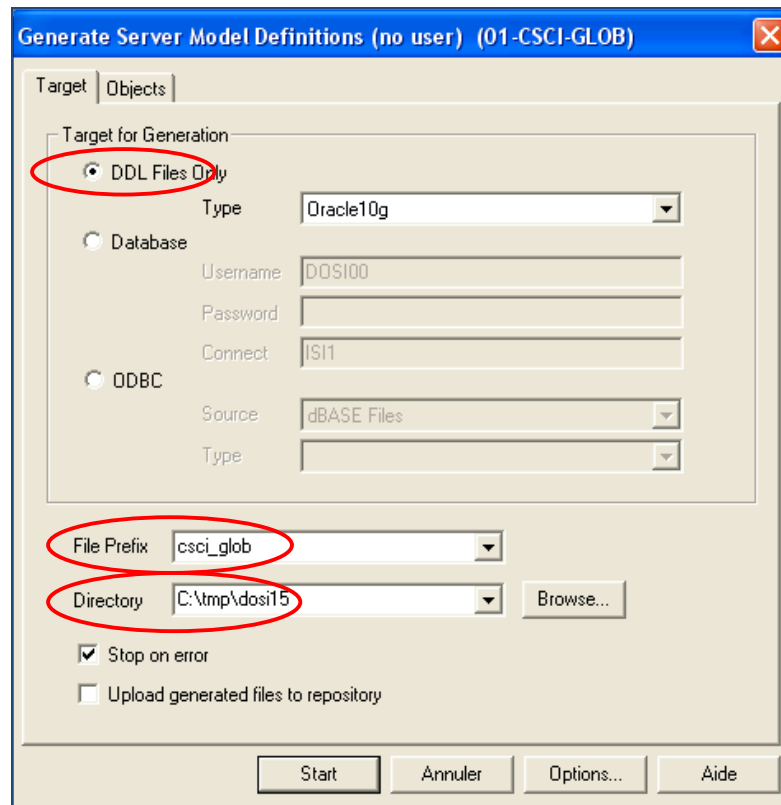 Generate Server Model Definitions (no user) (01-CSCI-GLOB)
Target Objects
Target for Generation
DDL Files Only
Type Oracle10g
Database
Username DOSI00
Password
Connect ISI1
ODBC
Source dBASE Files
Type
File Prefix csci_glob
Directory C:\tmp\dosi15 Browse...
Stop on error
Upload generated files to repository
Start Annuler Options... Aide